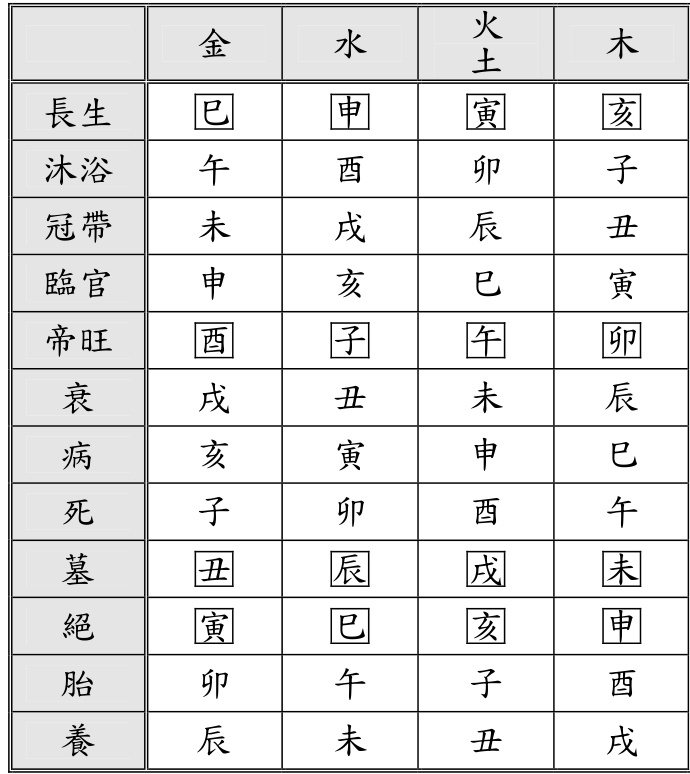 金 水 火土 木
長生 巳 申 寅 亥
沐浴 午 酉 卯 子
冠帶 未 戌 辰 丑
臨官 申 亥 巳 寅
帝旺 酉 子 午 卯
衰 戌 丑 未 辰
病 亥 寅 申 巳
死 子 卯 酉 午
墓 丑 辰 戌 未
絕 寅 巳 亥 申
胎 卯 午 子 酉
養 辰 未 丑 戌